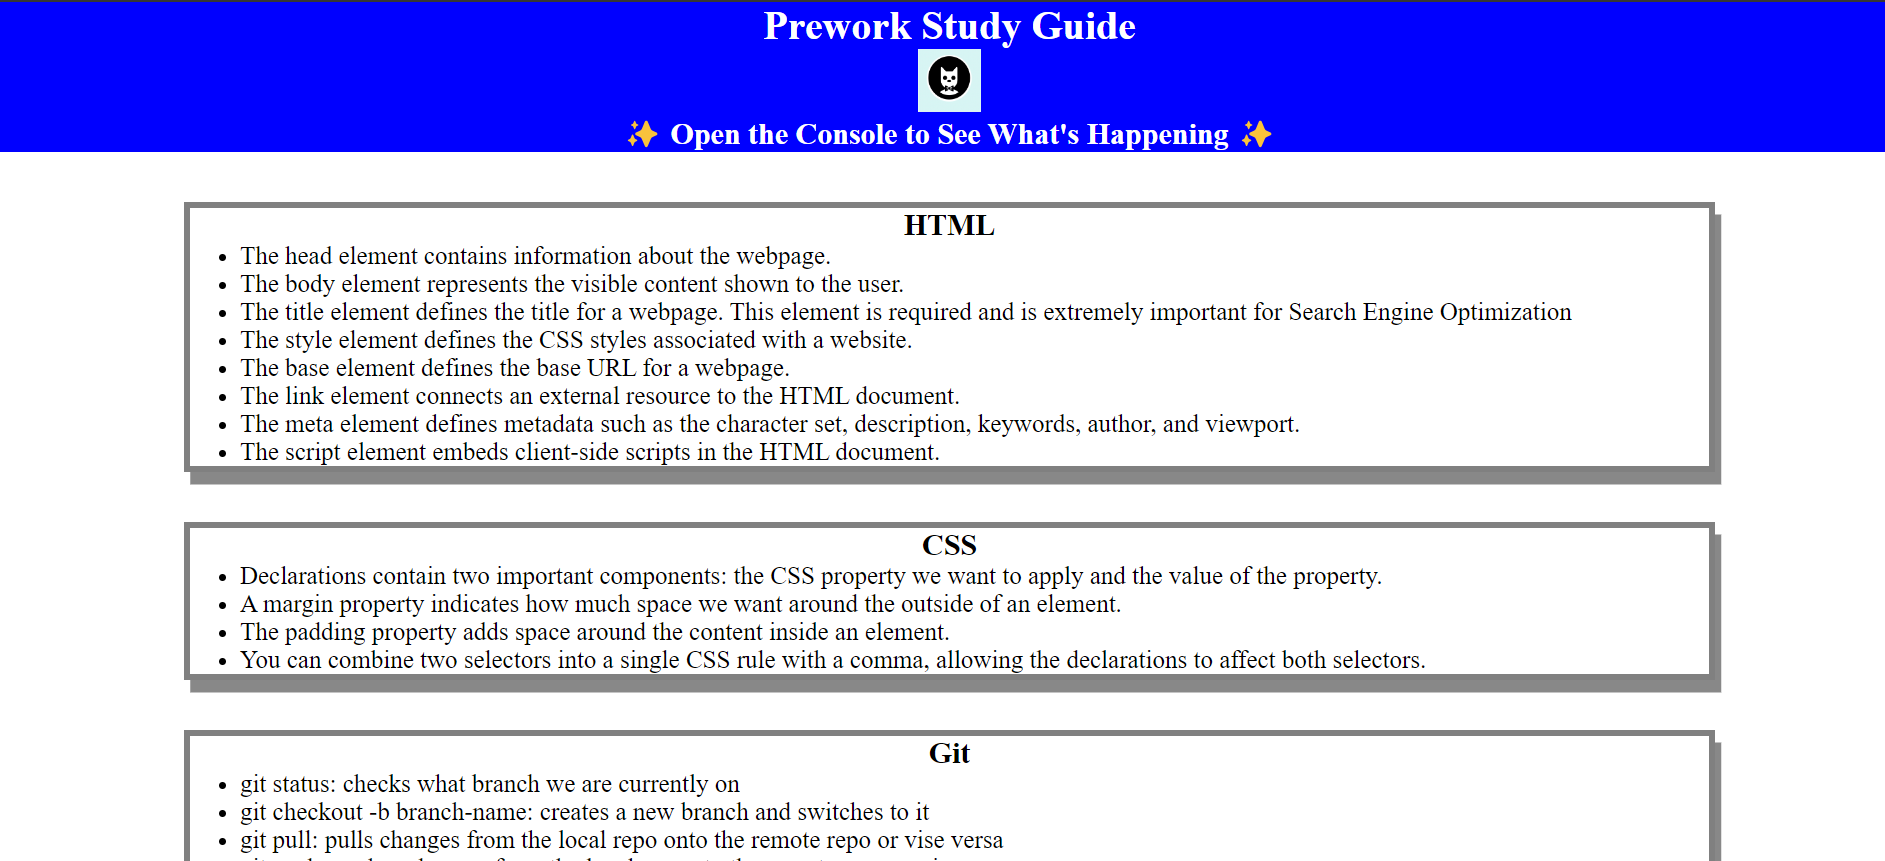 Prework Study Guide
✨ Open the Console to See What's Happening ✨
HTML
• The head element contains information about the webpage.
• The body element represents the visible content shown to the user.
• The title element defines the title for a webpage. This element is required and is extremely important for Search Engine Optimization
• The style element defines the CSS styles associated with a website.
• The base element defines the base URL for a webpage.
• The link element connects an external resource to the HTML document.
• The meta element defines metadata such as the character set, description, keywords, author, and viewport.
• The script element embeds client-side scripts in the HTML document.
CSS
• Declarations contain two important components: the CSS property we want to apply and the value of the property.
• A margin property indicates how much space we want around the outside of an element.
• The padding property adds space around the content inside an element.
• You can combine two selectors into a single CSS rule with a comma, allowing the declarations to affect both selectors.
Git
• git status: checks what branch we are currently on
• git checkout -b branch-name: creates a new branch and switches to it
• git pull: pulls changes from the local repo onto the remote repo or vise versa